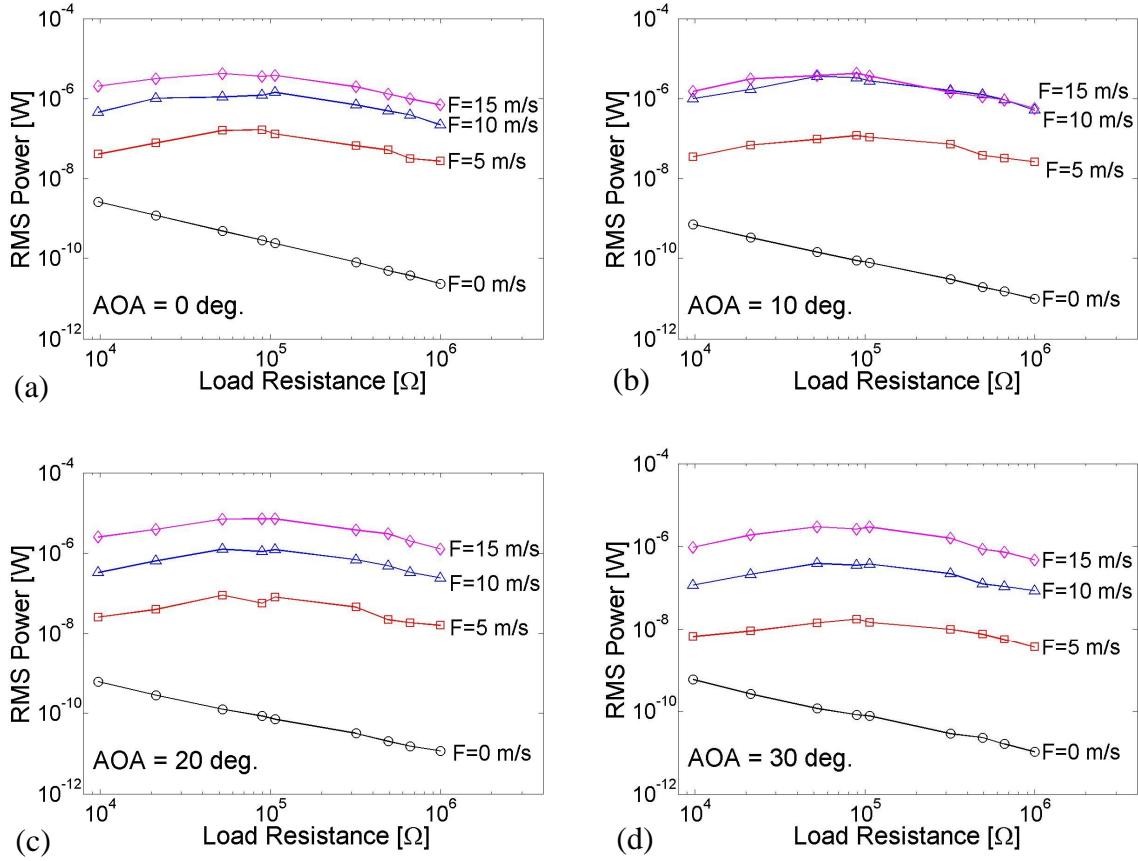 10^-4
10^-6
10^-8
10^-10
10^-12
RMS Power [W]
F=15 m/s
F=10 m/s
F=5 m/s
F=0 m/s
AOA = 0 deg.
10^4 10^5 10^6
Load Resistance [Ω]
(a)
10^-4
10^-6
10^-8
10^-10
10^-12
RMS Power [W]
F=15 m/s
F=10 m/s
F=5 m/s
F=0 m/s
AOA = 10 deg.
10^4 10^5 10^6
Load Resistance [Ω]
(b)
10^-4
10^-6
10^-8
10^-10
10^-12
RMS Power [W]
F=15 m/s
F=10 m/s
F=5 m/s
F=0 m/s
AOA = 20 deg.
10^4 10^5 10^6
Load Resistance [Ω]
(c)
10^-4
10^-6
10^-8
10^-10
10^-12
RMS Power [W]
F=15 m/s
F=10 m/s
F=5 m/s
F=0 m/s
AOA = 30 deg.
10^4 10^5 10^6
Load Resistance [Ω]
(d)